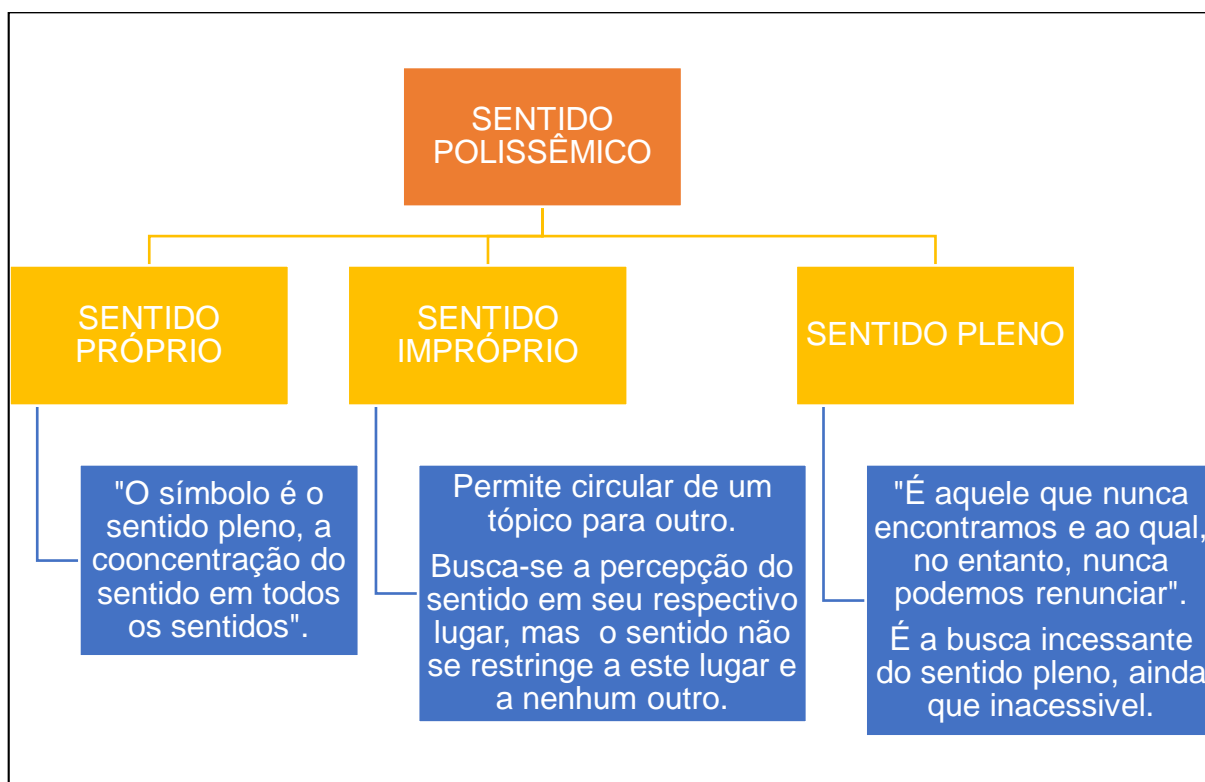 SENTIDO
POLISSÊMICO
SENTIDO
PRÓPRIO
SENTIDO
IMPRÓPRIO
SENTIDO PLENO
"O símbolo é o
sentido pleno, a
cooncentração do
sentido em todos
os sentidos".
Permite circular de um
tópico para outro.
Busca-se a percepção do
sentido em seu respectivo
lugar, mas o sentido não
se restringe a este lugar e
a nenhum outro.
"É aquele que nunca
encontramos e ao qual,
no entanto, nunca
podemos renunciar".
É a busca incessante
do sentido pleno, ainda
que inacessivel.